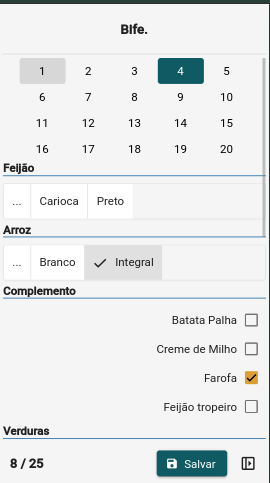 Bife.
1 2 3 4 5
6 7 8 9 10
11 12 13 14 15
16 17 18 19 20
Feijão
... Carioca Preto
Arroz
... Branco Integral
Complemento
Batata Palha
Creme de Milho
Farofa
Feijão tropeiro
Verduras
8 / 25 Salvar